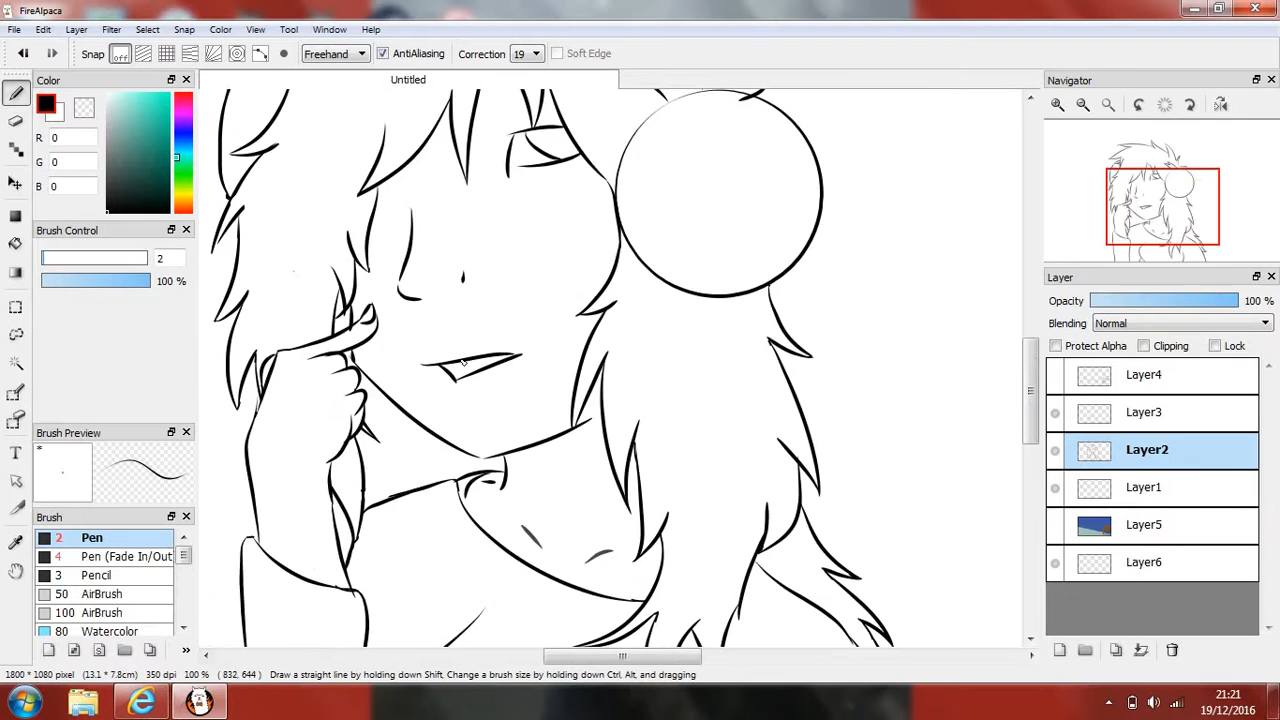 FireAlpaca
File Edit Filter Layer Select Snap Color View Tool Window Help
Snap off Freehand AntiAliasing Correction 19 Soft Edge
Untitled
Color
R 0
G 0
B 0
Brush Control
2
100 %
Brush Preview
*
Brush
2 Pen
4 Pen (Fade In/Out
3 Pencil
50 AirBrush
100 AirBrush
80 Watercolor
Navigator
Layer
Opacity 100 %
Blending Normal
Protect Alpha Clipping Lock
Layer4
Layer3
Layer2
Layer1
Layer5
Layer6
1800 * 1080 pixel (13.1 * 7.8cm) 350 dpi 100 % ( 832, 644 ) Draw a straight line by holding down Shift, Change a brush size by holding down Ctrl, Alt, and dragging
21:21
19/12/2016